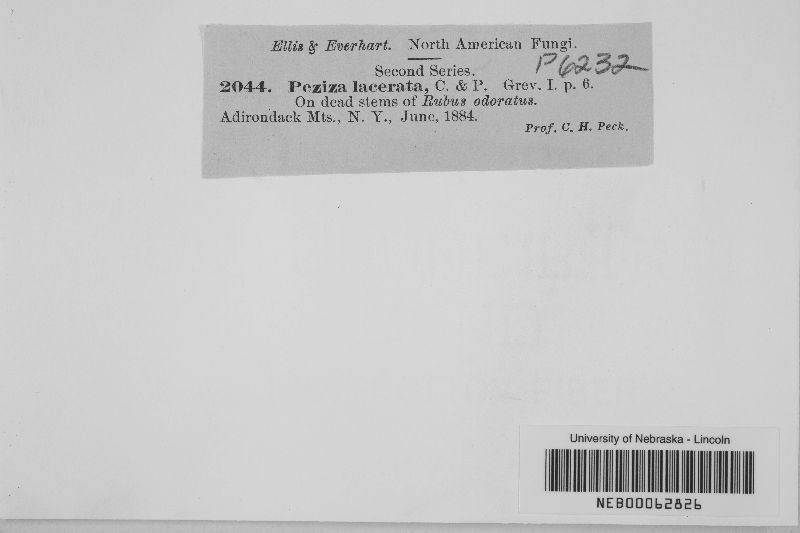 Ellis & Everhart. North American Fungi.
Second Series.
P6232
2044. Peziza lacerata, C. & P. Grev. I. p. 6.
On dead stems of Rubus odoratus.
Adirondack Mts., N. Y., June, 1884.
Prof. C. H. Peck.
University of Nebraska - Lincoln
NEB00062826